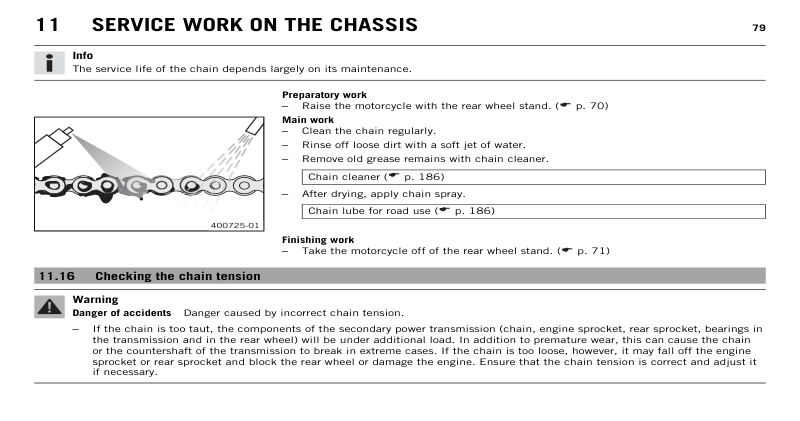 11 SERVICE WORK ON THE CHASSIS 79
Info
The service life of the chain depends largely on its maintenance.
Preparatory work
– Raise the motorcycle with the rear wheel stand. (☛ p. 70)
Main work
– Clean the chain regularly.
– Rinse off loose dirt with a soft jet of water.
– Remove old grease remains with chain cleaner.
Chain cleaner (☛ p. 186)
– After drying, apply chain spray.
Chain lube for road use (☛ p. 186)
400725-01
Finishing work
– Take the motorcycle off of the rear wheel stand. (☛ p. 71)
11.16 Checking the chain tension
Warning
Danger of accidents Danger caused by incorrect chain tension.
– If the chain is too taut, the components of the secondary power transmission (chain, engine sprocket, rear sprocket, bearings in
the transmission and in the rear wheel) will be under additional load. In addition to premature wear, this can cause the chain
or the countershaft of the transmission to break in extreme cases. If the chain is too loose, however, it may fall off the engine
sprocket or rear sprocket and block the rear wheel or damage the engine. Ensure that the chain tension is correct and adjust it
if necessary.